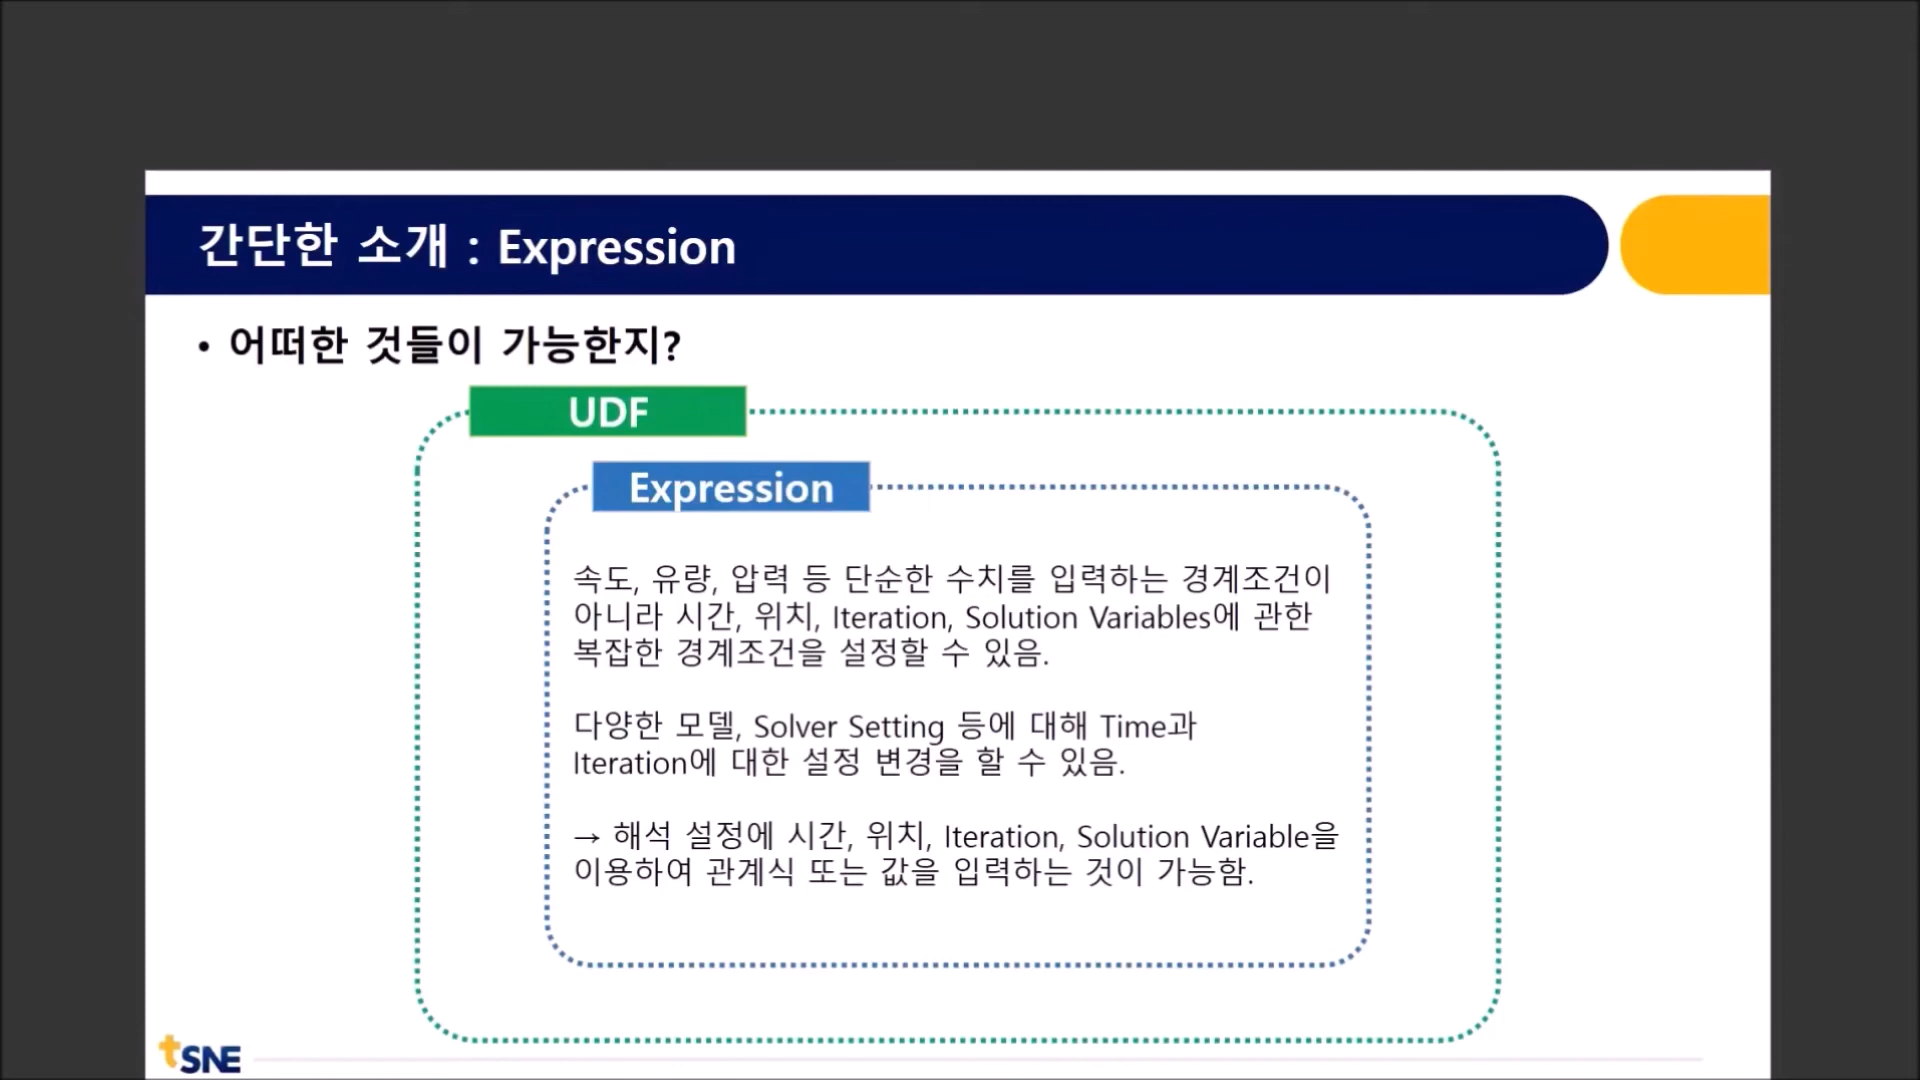 간단한 소개 : Expression
• 어떠한 것들이 가능한지?
UDF
Expression
속도, 유량, 압력 등 단순한 수치를 입력하는 경계조건이
아니라 시간, 위치, Iteration, Solution Variables에 관한
복잡한 경계조건을 설정할 수 있음.
다양한 모델, Solver Setting 등에 대해 Time과
Iteration에 대한 설정 변경을 할 수 있음.
→ 해석 설정에 시간, 위치, Iteration, Solution Variable을
이용하여 관계식 또는 값을 입력하는 것이 가능함.
tSNE